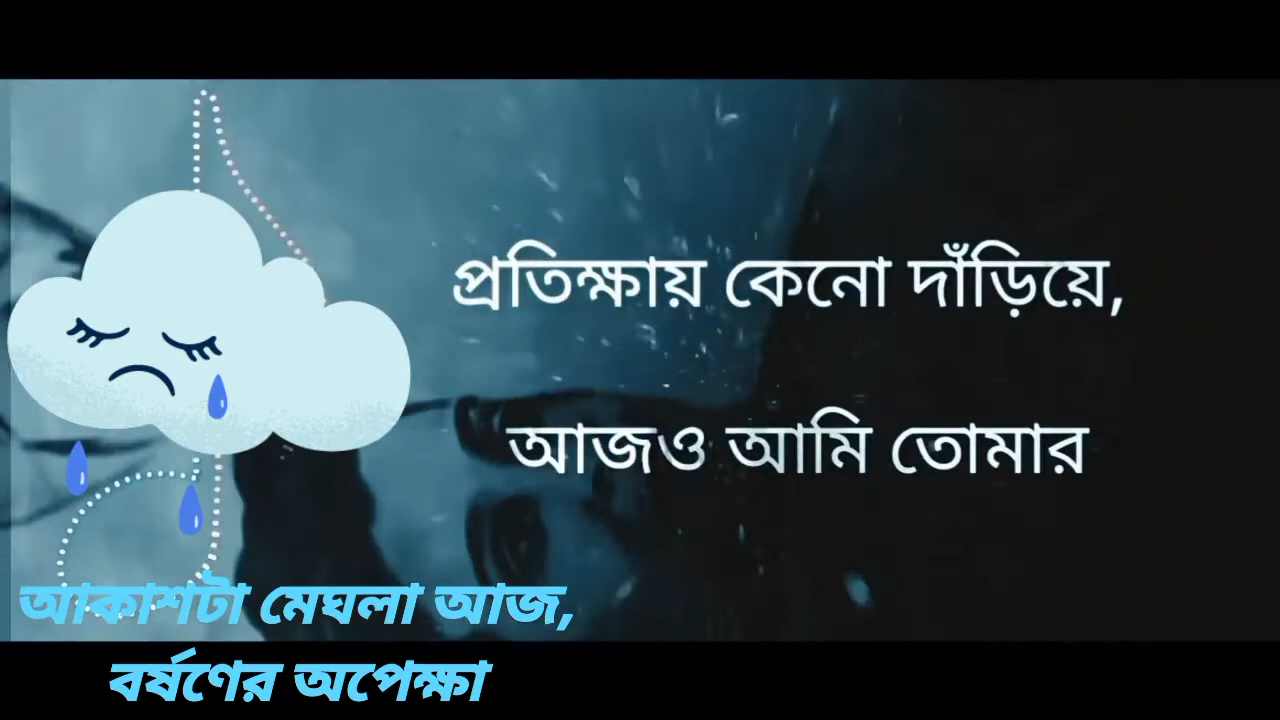 প্রতিক্ষায় কেনো দাঁড়িয়ে,
আজও আমি তোমার
আকাশটা মেঘলা আজ,
বর্ষণের অপেক্ষা